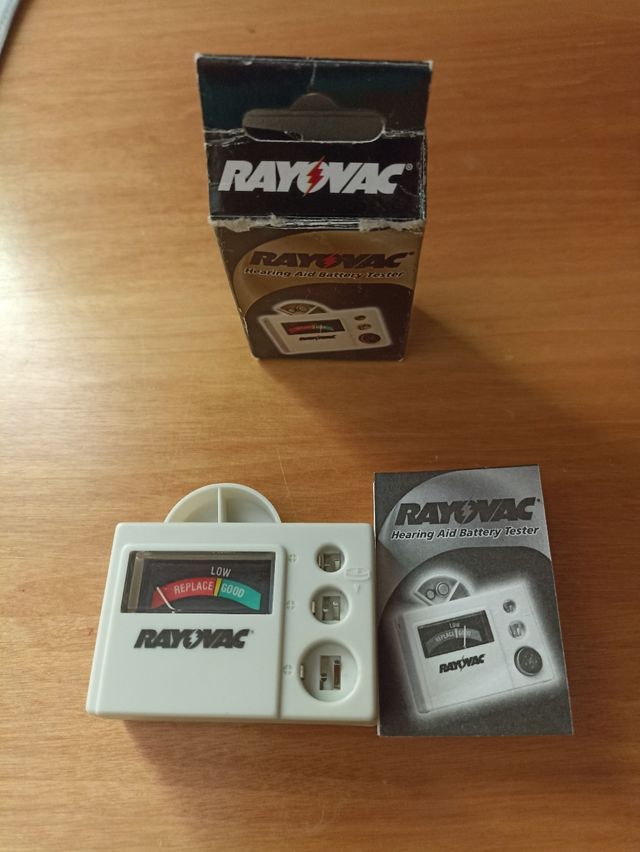 RAYOVAC®
RAYOVAC®
Hearing Aid Battery Tester
RAYOVAC
LOW
REPLACE GOOD
RAYOVAC®
RAYOVAC®
Hearing Aid Battery Tester
LOW
REPLACE GOOD
RAYOVAC